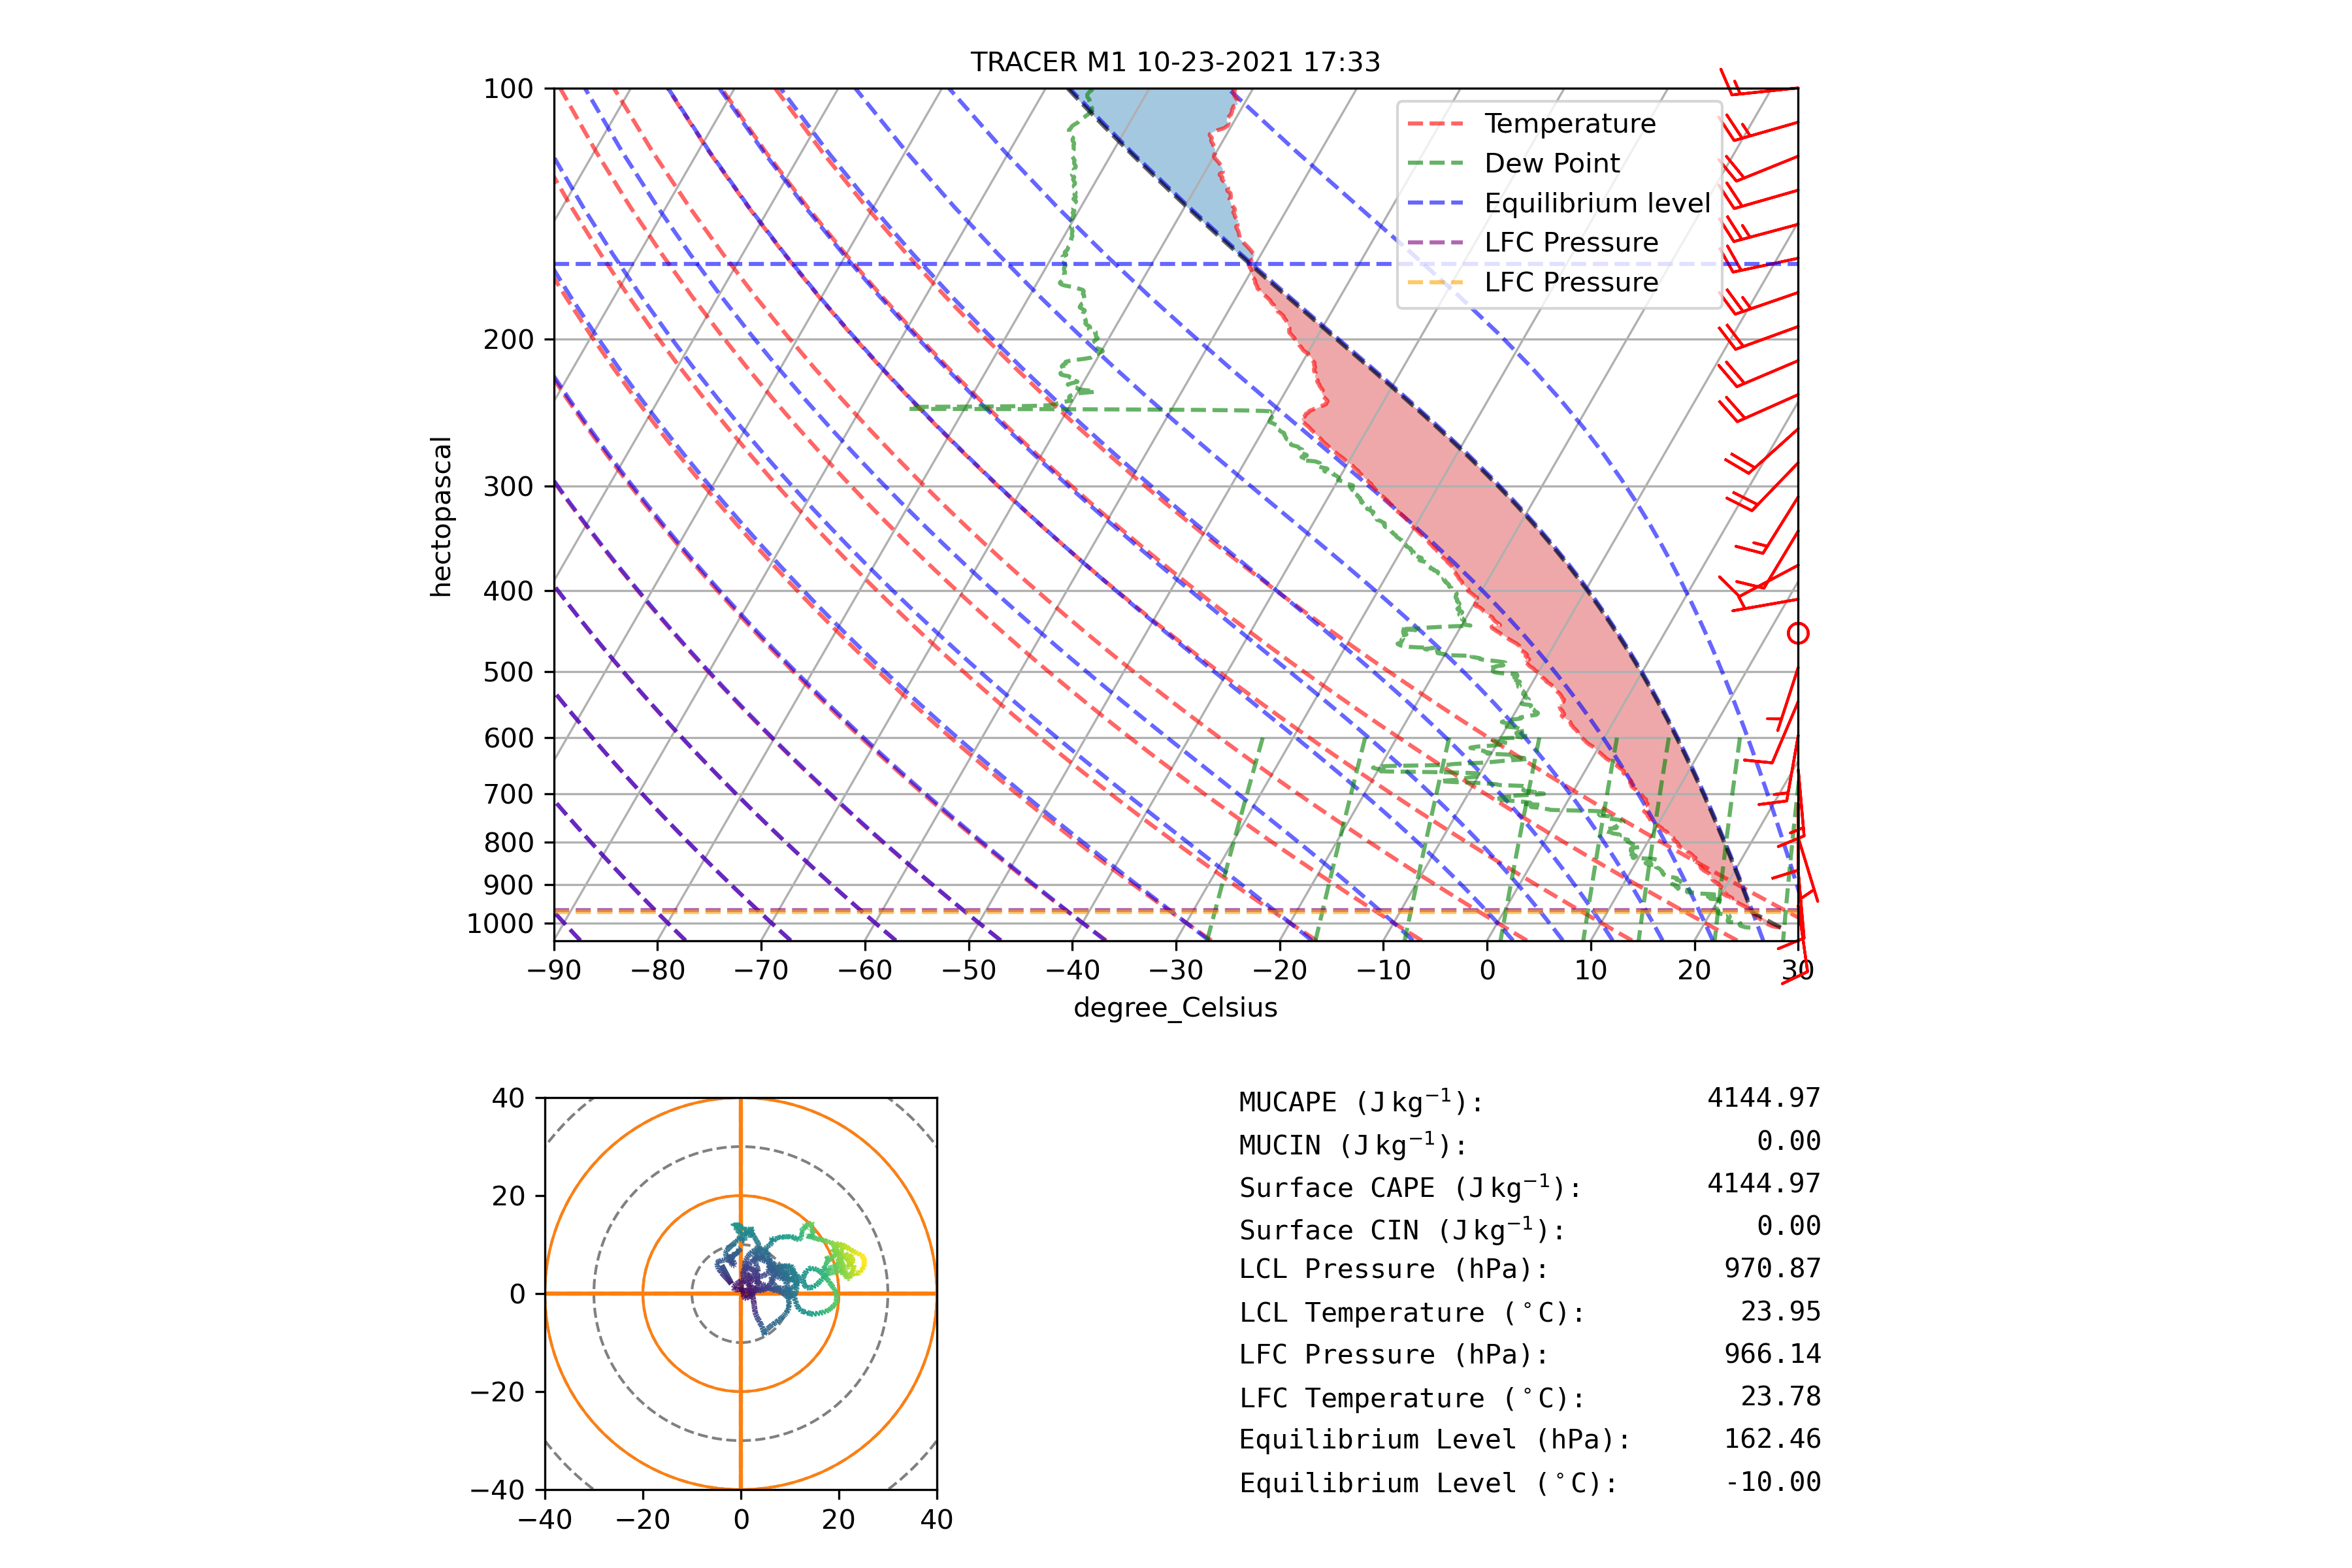 TRACER M1 10-23-2021 17:33
100
200
300
400
500
600
700
800
900
1000
hectopascal
Temperature
Dew Point
Equilibrium level
LFC Pressure
LFC Pressure
−90 −80 −70 −60 −50 −40 −30 −20 −10 0 10 20 30
degree_Celsius
40
20
0
−20
−40
−40 −20 0 20 40
MUCAPE (J kg⁻¹): 4144.97
MUCIN (J kg⁻¹): 0.00
Surface CAPE (J kg⁻¹): 4144.97
Surface CIN (J kg⁻¹): 0.00
LCL Pressure (hPa): 970.87
LCL Temperature (°C): 23.95
LFC Pressure (hPa): 966.14
LFC Temperature (°C): 23.78
Equilibrium Level (hPa): 162.46
Equilibrium Level (°C): -10.00